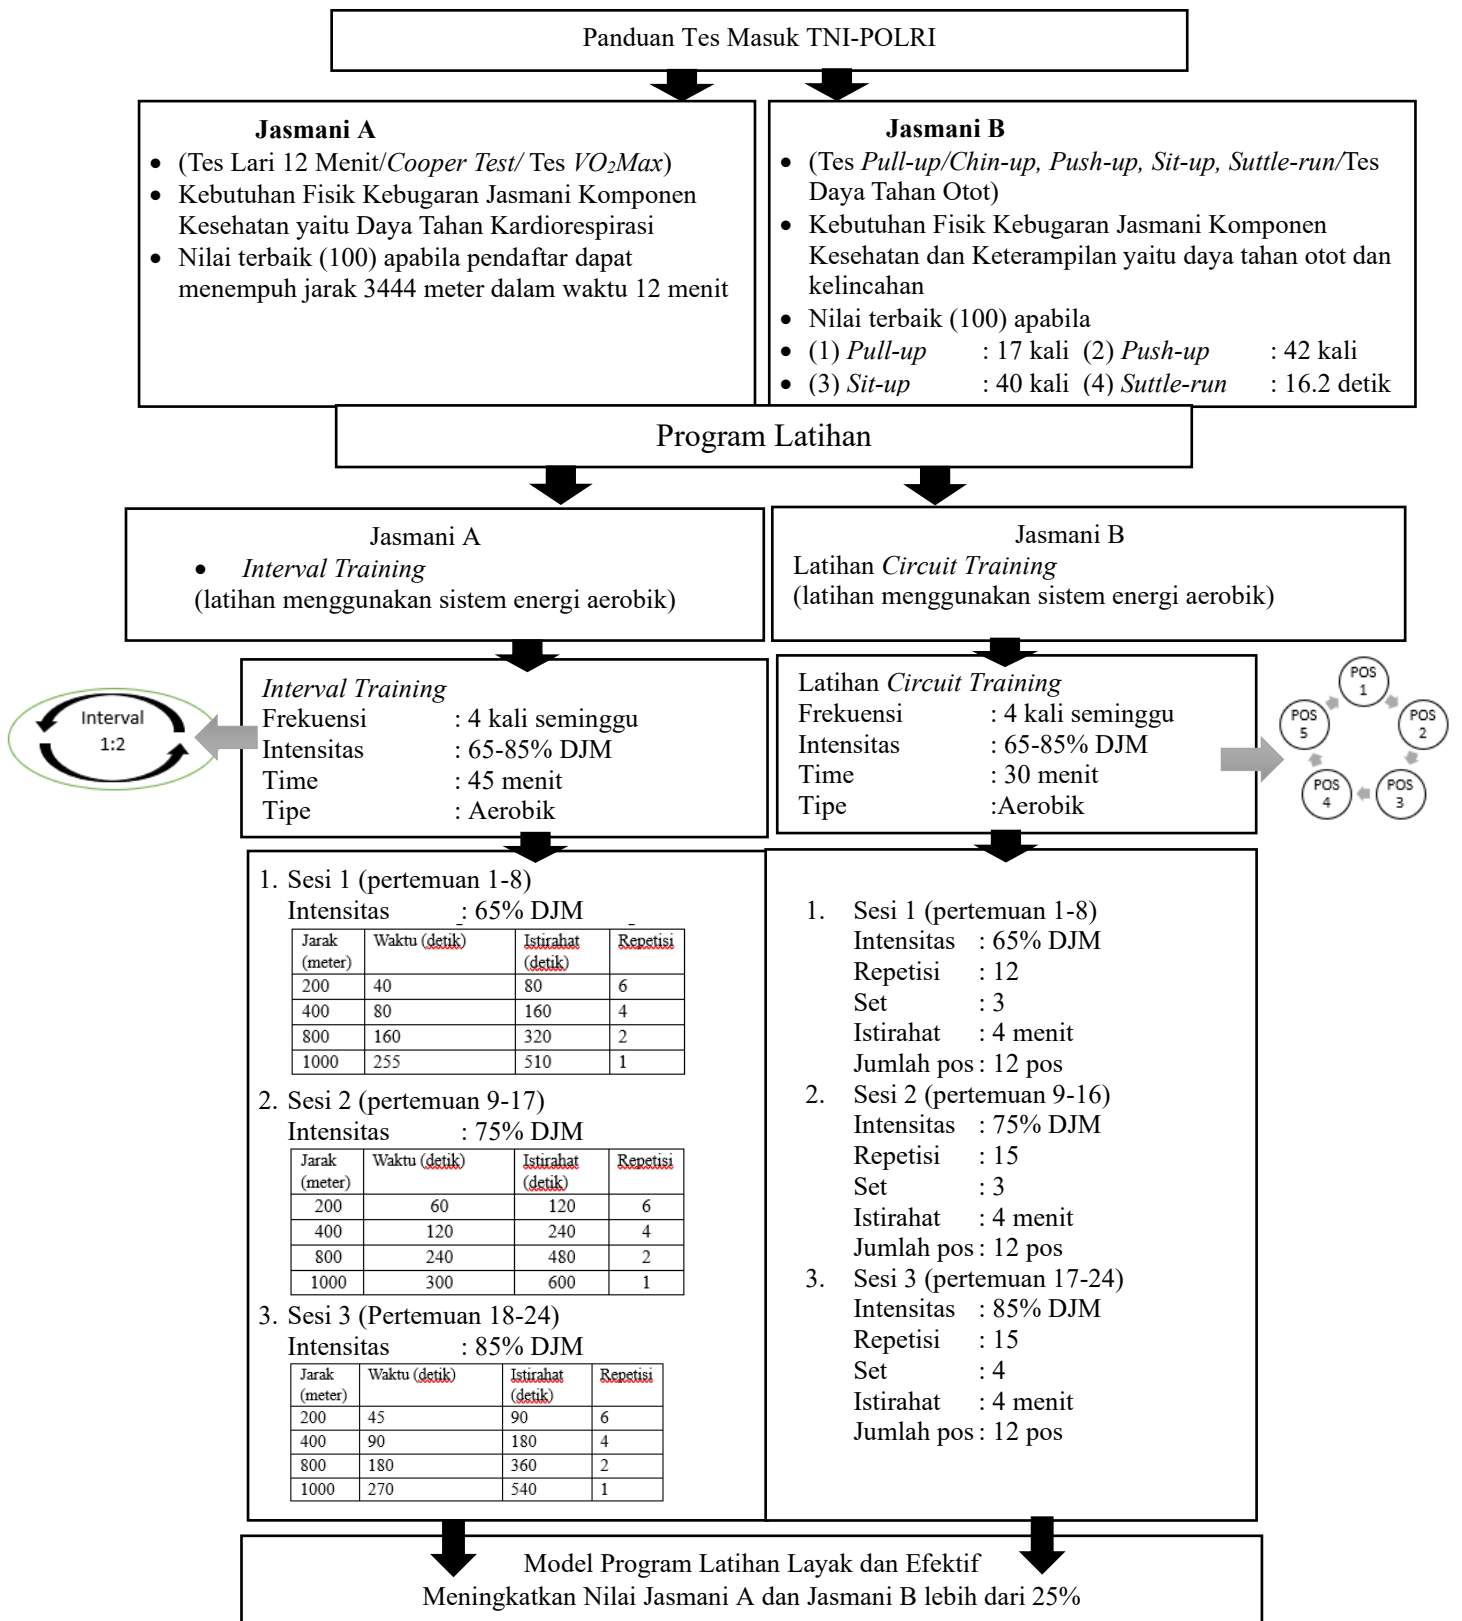 Panduan Tes Masuk TNI-POLRI
Jasmani A
• (Tes Lari 12 Menit/Cooper Test/ Tes VO2Max)
• Kebutuhan Fisik Kebugaran Jasmani Komponen
Kesehatan yaitu Daya Tahan Kardiorespirasi
• Nilai terbaik (100) apabila pendaftar dapat
menempuh jarak 3444 meter dalam waktu 12 menit
Jasmani B
• (Tes Pull-up/Chin-up, Push-up, Sit-up, Suttle-run/Tes
Daya Tahan Otot)
• Kebutuhan Fisik Kebugaran Jasmani Komponen
Kesehatan dan Keterampilan yaitu daya tahan otot dan
kelincahan
• Nilai terbaik (100) apabila
• (1) Pull-up : 17 kali (2) Push-up : 42 kali
• (3) Sit-up : 40 kali (4) Suttle-run : 16.2 detik
Program Latihan
Jasmani A
• Interval Training
(latihan menggunakan sistem energi aerobik)
Jasmani B
Latihan Circuit Training
(latihan menggunakan sistem energi aerobik)
Interval
1:2
Interval Training
Frekuensi : 4 kali seminggu
Intensitas : 65-85% DJM
Time : 45 menit
Tipe : Aerobik
Latihan Circuit Training
Frekuensi : 4 kali seminggu
Intensitas : 65-85% DJM
Time : 30 menit
Tipe :Aerobik
POS
1
POS
2
POS
3
POS
4
POS
5
1. Sesi 1 (pertemuan 1-8)
Intensitas : 65% DJM
Jarak (meter) Waktu (detik) Istirahat (detik) Repetisi
200 40 80 6
400 80 160 4
800 160 320 2
1000 255 510 1
2. Sesi 2 (pertemuan 9-17)
Intensitas : 75% DJM
Jarak (meter) Waktu (detik) Istirahat (detik) Repetisi
200 60 120 6
400 120 240 4
800 240 480 2
1000 300 600 1
3. Sesi 3 (Pertemuan 18-24)
Intensitas : 85% DJM
Jarak (meter) Waktu (detik) Istirahat (detik) Repetisi
200 45 90 6
400 90 180 4
800 180 360 2
1000 270 540 1
1. Sesi 1 (pertemuan 1-8)
Intensitas : 65% DJM
Repetisi : 12
Set : 3
Istirahat : 4 menit
Jumlah pos : 12 pos
2. Sesi 2 (pertemuan 9-16)
Intensitas : 75% DJM
Repetisi : 15
Set : 3
Istirahat : 4 menit
Jumlah pos : 12 pos
3. Sesi 3 (pertemuan 17-24)
Intensitas : 85% DJM
Repetisi : 15
Set : 4
Istirahat : 4 menit
Jumlah pos : 12 pos
Model Program Latihan Layak dan Efektif
Meningkatkan Nilai Jasmani A dan Jasmani B lebih dari 25%